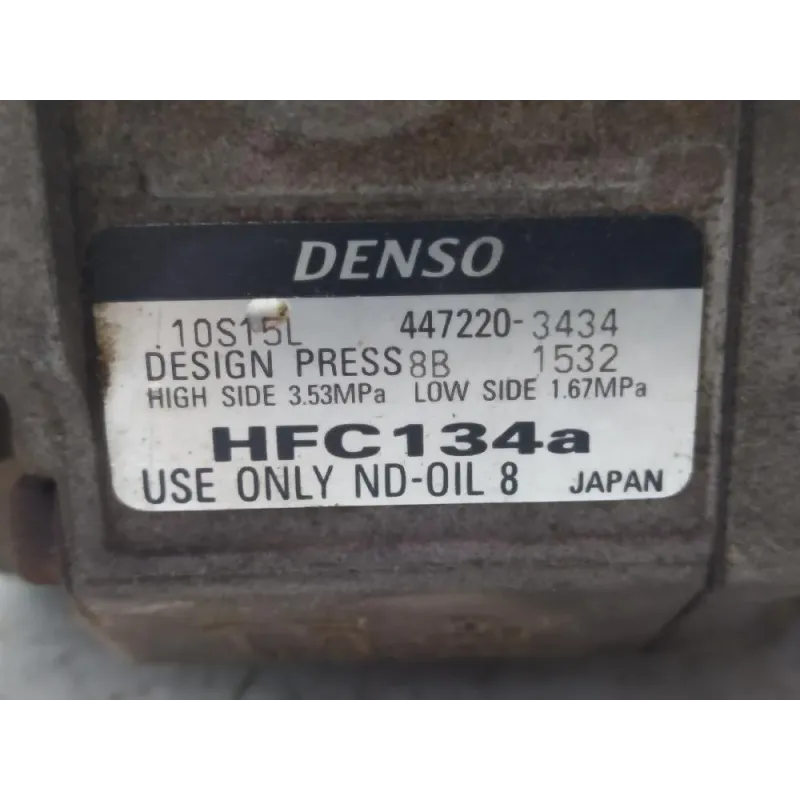 DENSO
10S15L 447220-3434
DESIGN PRESS 8B 1532
HIGH SIDE 3.53MPa LOW SIDE 1.67MPa
HFC134a
USE ONLY ND-OIL 8 JAPAN